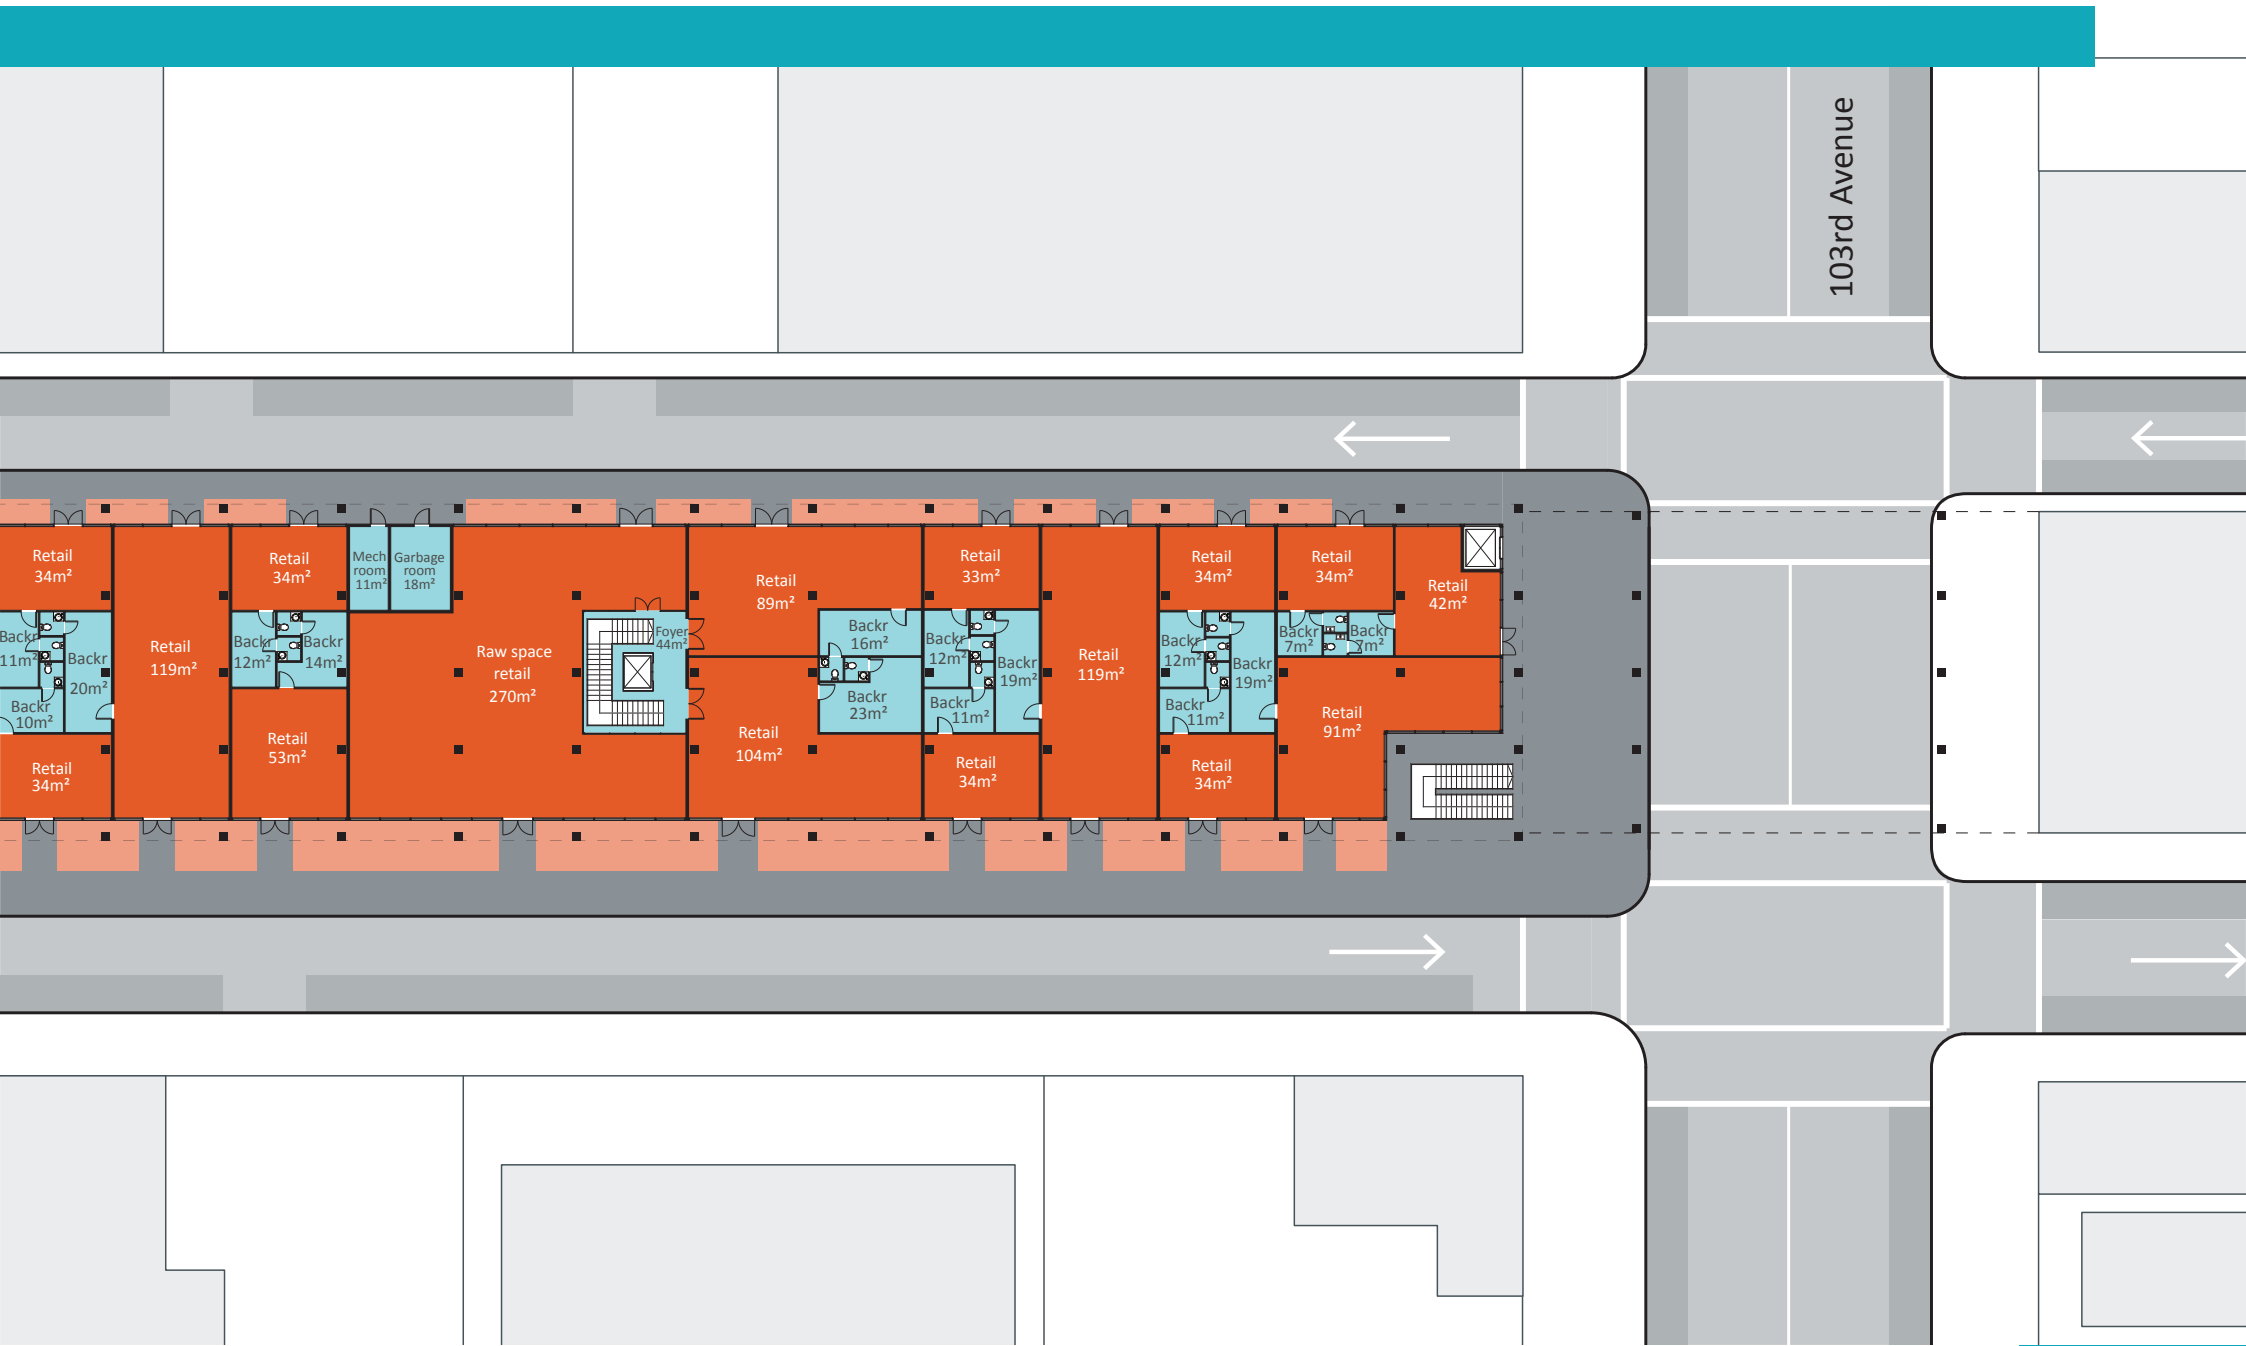 103rd Avenue
Retail
34m²
Retail
119m²
Retail
34m²
Mech
room
11m²
Garbage
room
18m²
Raw space
retail
270m²
Foyer
44m²
Retail
89m²
Retail
33m²
Retail
119m²
Retail
34m²
Retail
34m²
Retail
42m²
Backr
11m²
Backr
20m²
Backr
10m²
Backr
12m²
Backr
14m²
Backr
16m²
Backr
23m²
Backr
12m²
Backr
19m²
Backr
11m²
Backr
12m²
Backr
19m²
Backr
11m²
Backr
7m²
Backr
7m²
Retail
34m²
Retail
53m²
Retail
104m²
Retail
34m²
Retail
34m²
Retail
91m²